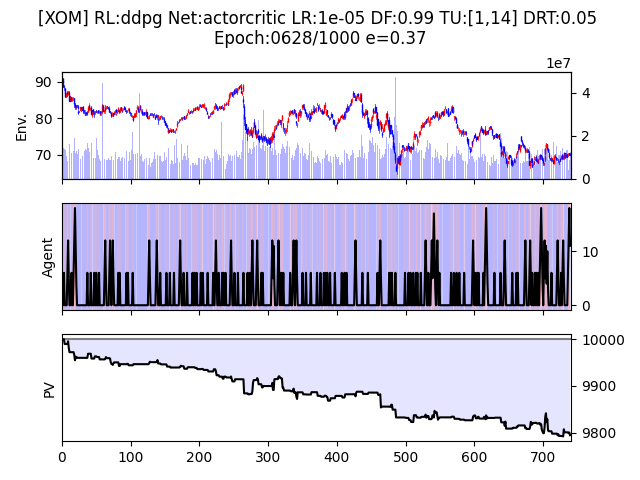 [XOM] RL:ddpg Net:actorcritic LR:1e-05 DF:0.99 TU:[1,14] DRT:0.05
Epoch:0628/1000 e=0.37
1e7
90
80
70
Env.
4
2
0
Agent
10
0
PV
10000
9900
9800
0 100 200 300 400 500 600 700